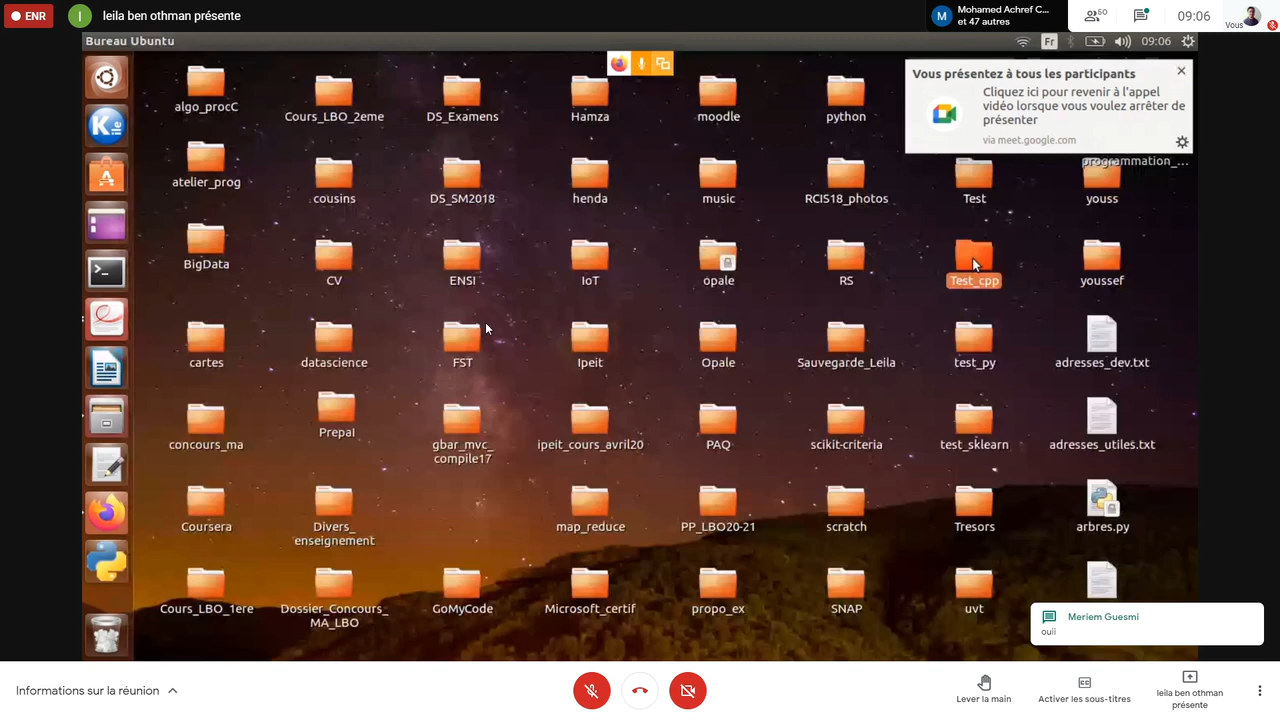 ENR
l
leila ben othman présente
M
Mohamed Achref C...
et 47 autres
50
09:06
Vous
Bureau Ubuntu
Fr
09:06
Vous présentez à tous les participants
Cliquez ici pour revenir à l'appel
vidéo lorsque vous voulez arrêter de
présenter
via meet.google.com
algo_procC
Cours_LBO_2eme
DS_Examens
Hamza
moodle
python
programmation_...
atelier_prog
cousins
DS_SM2018
henda
music
RCIS18_photos
Test
youss
BigData
CV
ENSI
IoT
opale
RS
Test_cpp
youssef
cartes
datascience
FST
Ipeit
Opale
Sauvegarde_Leila
test_py
adresses_dev.txt
concours_ma
PrepaI
gbar_mvc_
compile17
ipeit_cours_avril20
PAQ
scikit-criteria
test_sklearn
adresses_utiles.txt
Coursera
Divers_
enseignement
map_reduce
PP_LBO20-21
scratch
Tresors
arbres.py
Cours_LBO_1ere
Dossier_Concours_
MA_LBO
GoMyCode
Microsoft_certif
propo_ex
SNAP
uvt
Meriem Guesmi
ouii
Informations sur la réunion
Lever la main
Activer les sous-titres
leila ben othman
présente